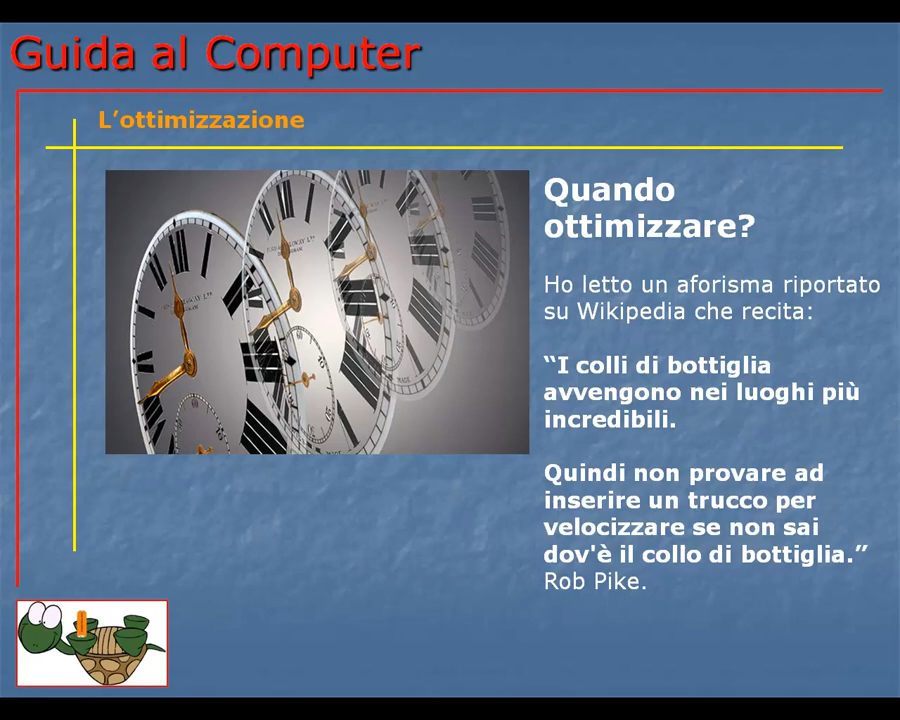 Guida al Computer
L’ottimizzazione
Quando
ottimizzare?
Ho letto un aforisma riportato
su Wikipedia che recita:
“I colli di bottiglia
avvengono nei luoghi più
incredibili.
Quindi non provare ad
inserire un trucco per
velocizzare se non sai
dov'è il collo di bottiglia.”
Rob Pike.